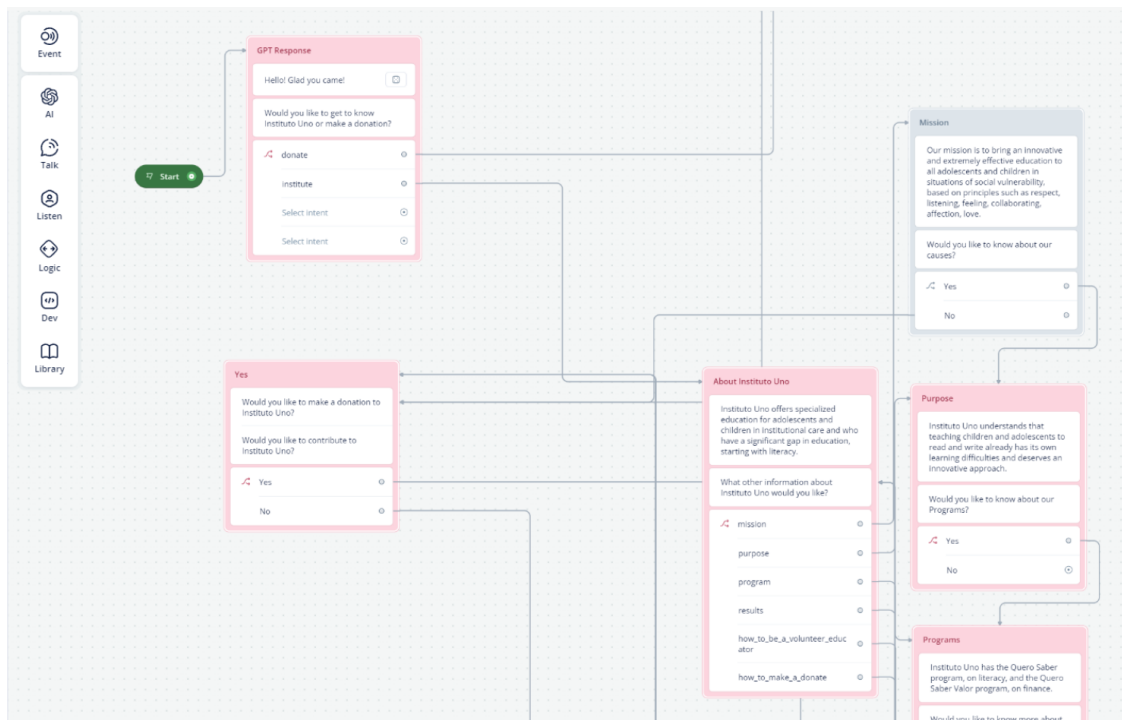 Event
AI
Talk
Listen
Logic
Dev
Library
Start
GPT Response
Hello! Glad you came!
Would you like to get to know
Instituto Uno or make a donation?
donate
institute
Select intent
Select intent
Yes
Would you like to make a donation to
Instituto Uno?
Would you like to contribute to
Instituto Uno?
Yes
No
About Instituto Uno
Instituto Uno offers specialized
education for adolescents and
children in institutional care and who
have a significant gap in education,
starting with literacy.
What other information about
Instituto Uno would you like?
mission
purpose
program
results
how_to_be_a_volunteer_educ
ator
how_to_make_a_donate
Mission
Our mission is to bring an innovative
and extremely effective education to
all adolescents and children in
situations of social vulnerability,
based on principles such as respect,
listening, feeling, collaborating,
affection, love.
Would you like to know about our
causes?
Yes
No
Purpose
Instituto Uno understands that
teaching children and adolescents to
read and write already has its own
learning difficulties and deserves an
innovative approach.
Would you like to know about our
Programs?
Yes
No
Programs
Instituto Uno has the Quero Saber
program, on literacy, and the Quero
Saber Valor program, on finance.
Would you like to know more about